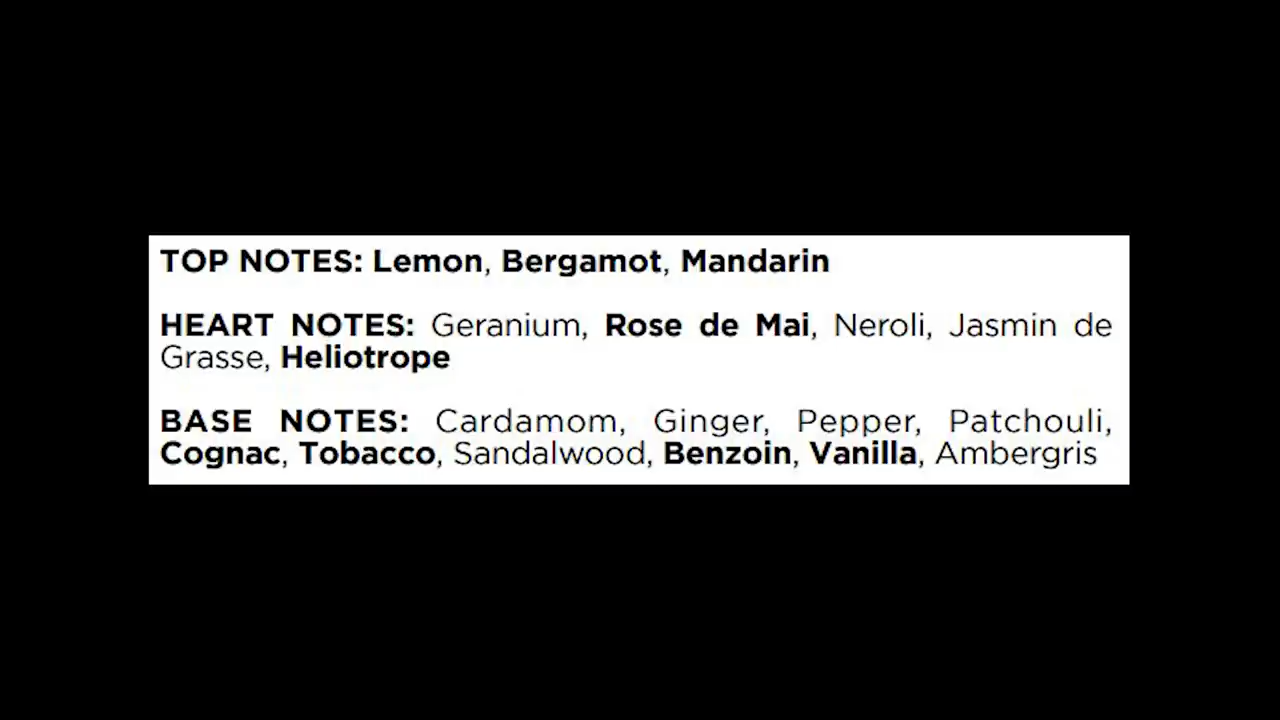 TOP NOTES: Lemon, Bergamot, Mandarin
HEART NOTES: Geranium, Rose de Mai, Neroli, Jasmin de
Grasse, Heliotrope
BASE NOTES: Cardamom, Ginger, Pepper, Patchouli,
Cognac, Tobacco, Sandalwood, Benzoin, Vanilla, Ambergris